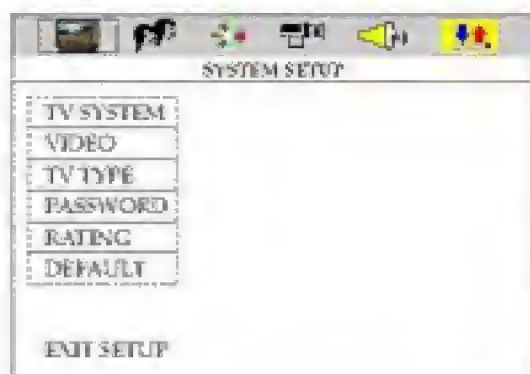 SYSTEM SETUP
TV SYSTEM
VIDEO
TV TYPE
PASSWORD
RATING
DEFAULT
EXIT SETUP